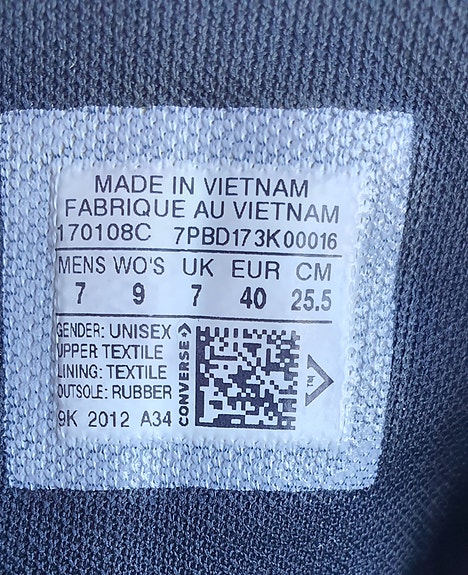 MADE IN VIETNAM
FABRIQUE AU VIETNAM
170108C 7PBD173K00016
MENS WO'S UK EUR CM
7 9 7 40 25.5
GENDER: UNISEX
UPPER TEXTILE
LINING: TEXTILE
OUTSOLE: RUBBER
9K 2012 A34
CONVERSE